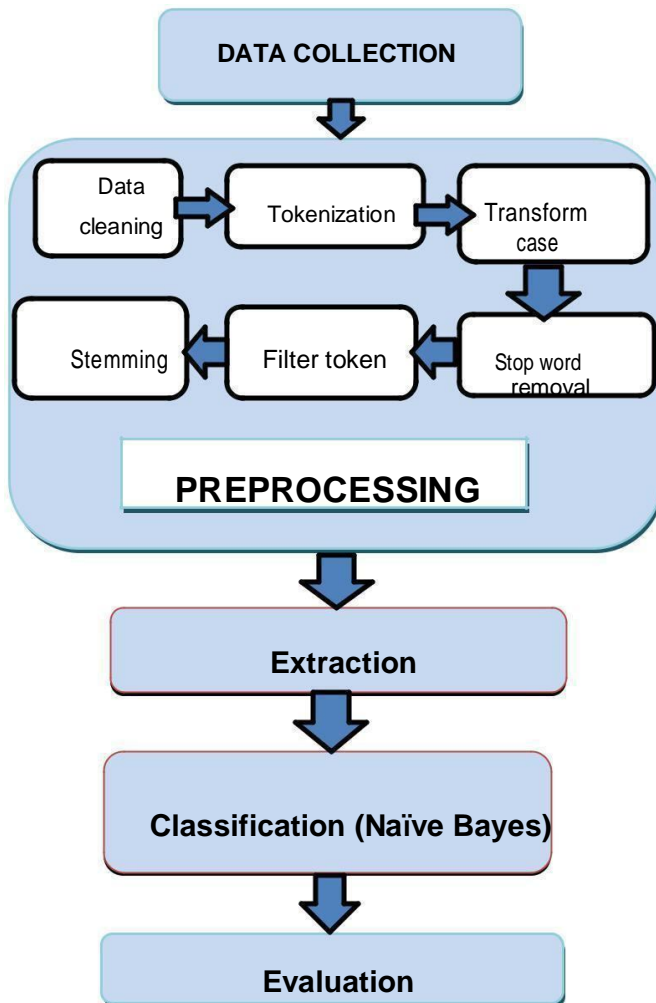 DATA COLLECTION
Data
cleaning
Tokenization
Transform
case
Stop word
removal
Filter token
Stemming
PREPROCESSING
Extraction
Classification (Naïve Bayes)
Evaluation